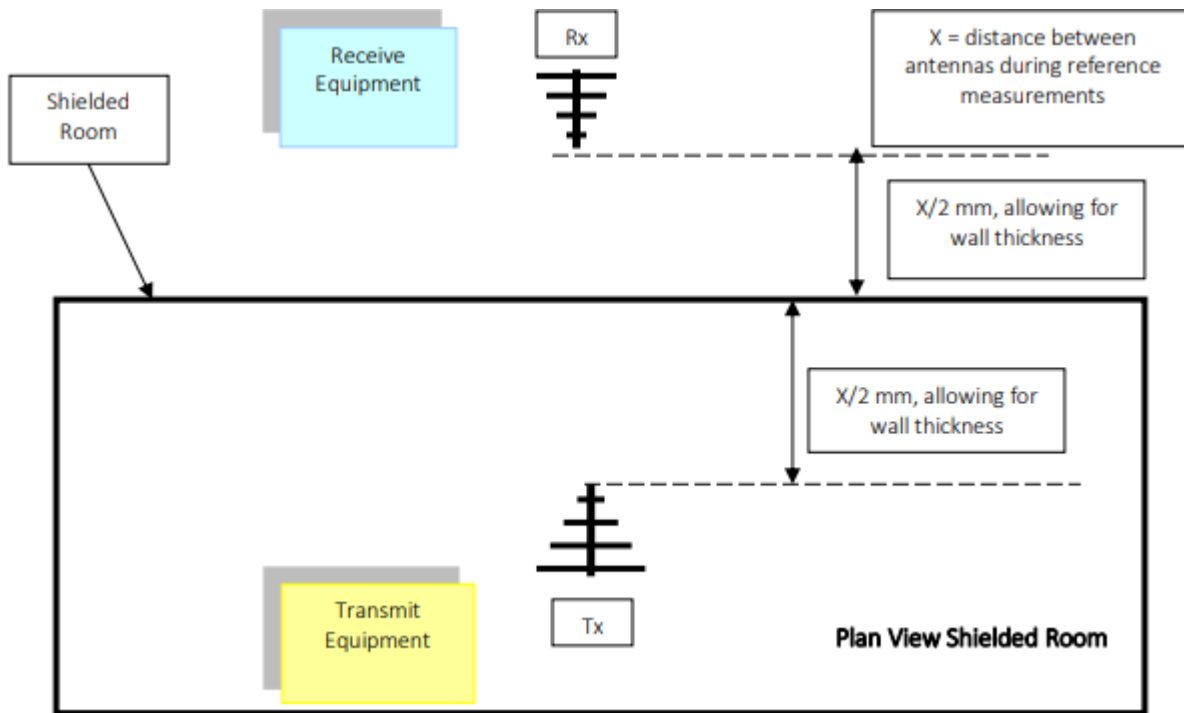 Receive
Equipment
Rx
X = distance between
antennas during reference
measurements
Shielded
Room
X/2 mm, allowing for
wall thickness
X/2 mm, allowing for
wall thickness
Transmit
Equipment
Tx
Plan View Shielded Room